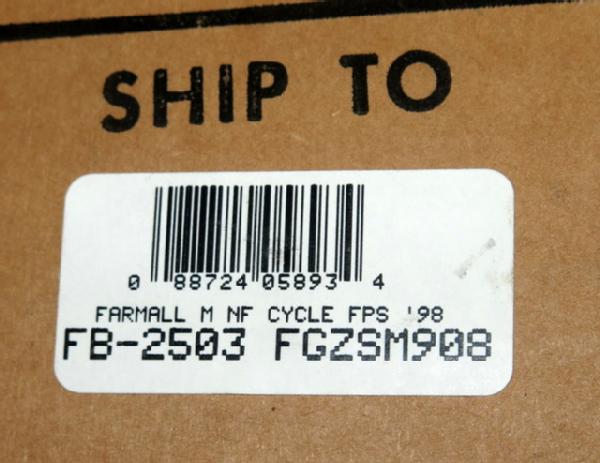 SHIP TO
0 88724 05893 4
FARMALL M NF CYCLE FPS '98
FB-2503 FGZSM908